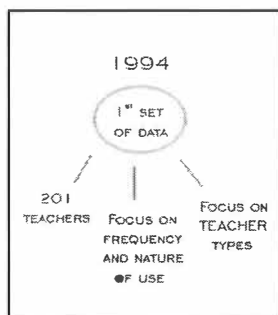 1994
1ST SET
OF DATA
201
TEACHERS
FOCUS ON
FREQUENCY
AND NATURE
OF USE
FOCUS ON
TEACHER
TYPES